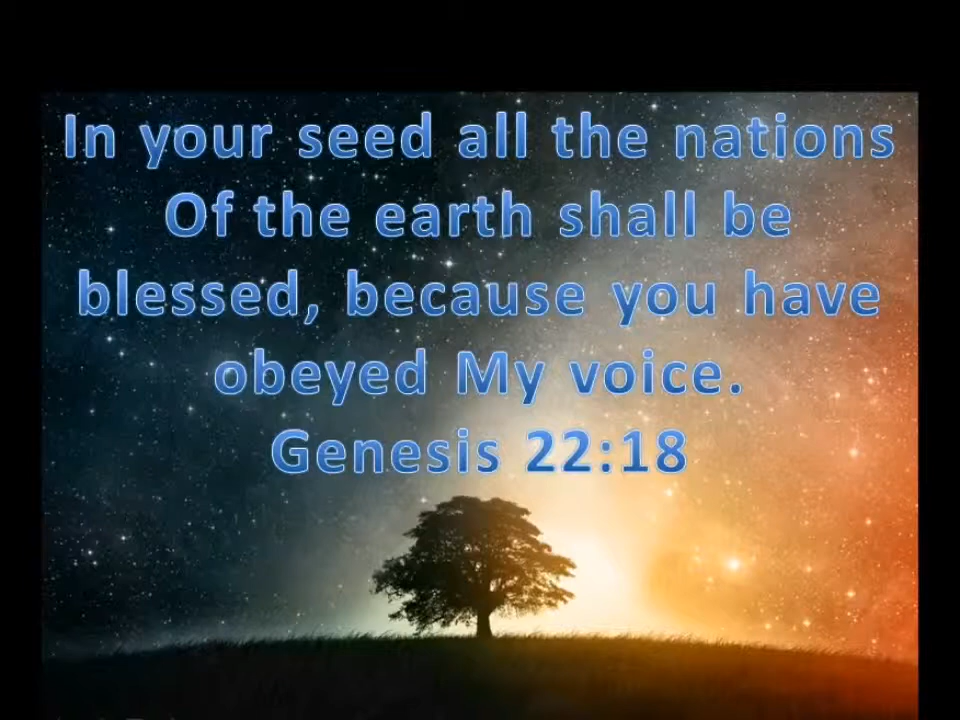 In your seed all the nations
Of the earth shall be
blessed, because you have
obeyed My voice.
Genesis 22:18